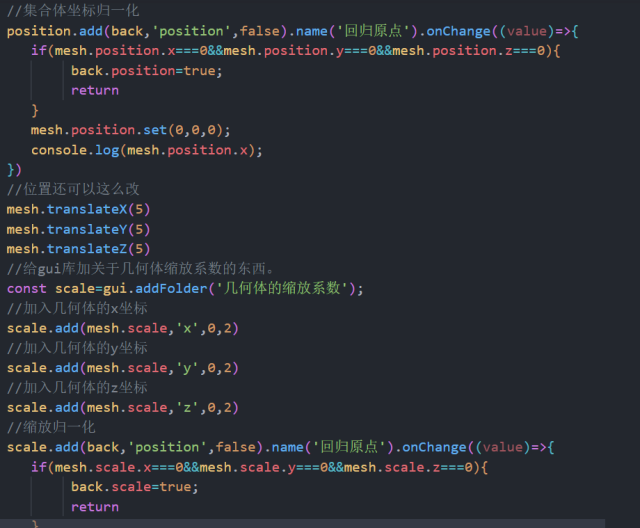 //集合体坐标归一化
position.add(back,'position',false).name('回归原点').onChange((value)=>{
if(mesh.position.x===0&&mesh.position.y===0&&mesh.position.z===0){
back.position=true;
return
}
mesh.position.set(0,0,0);
console.log(mesh.position.x);
})
//位置还可以这么改
mesh.translateX(5)
mesh.translateY(5)
mesh.translateZ(5)
//给gui库加关于几何体缩放系数的东西。
const scale=gui.addFolder('几何体的缩放系数');
//加入几何体的x坐标
scale.add(mesh.scale,'x',0,2)
//加入几何体的y坐标
scale.add(mesh.scale,'y',0,2)
//加入几何体的z坐标
scale.add(mesh.scale,'z',0,2)
//缩放归一化
scale.add(back,'position',false).name('回归原点').onChange((value)=>{
if(mesh.scale.x===0&&mesh.scale.y===0&&mesh.scale.z===0){
back.scale=true;
return
}